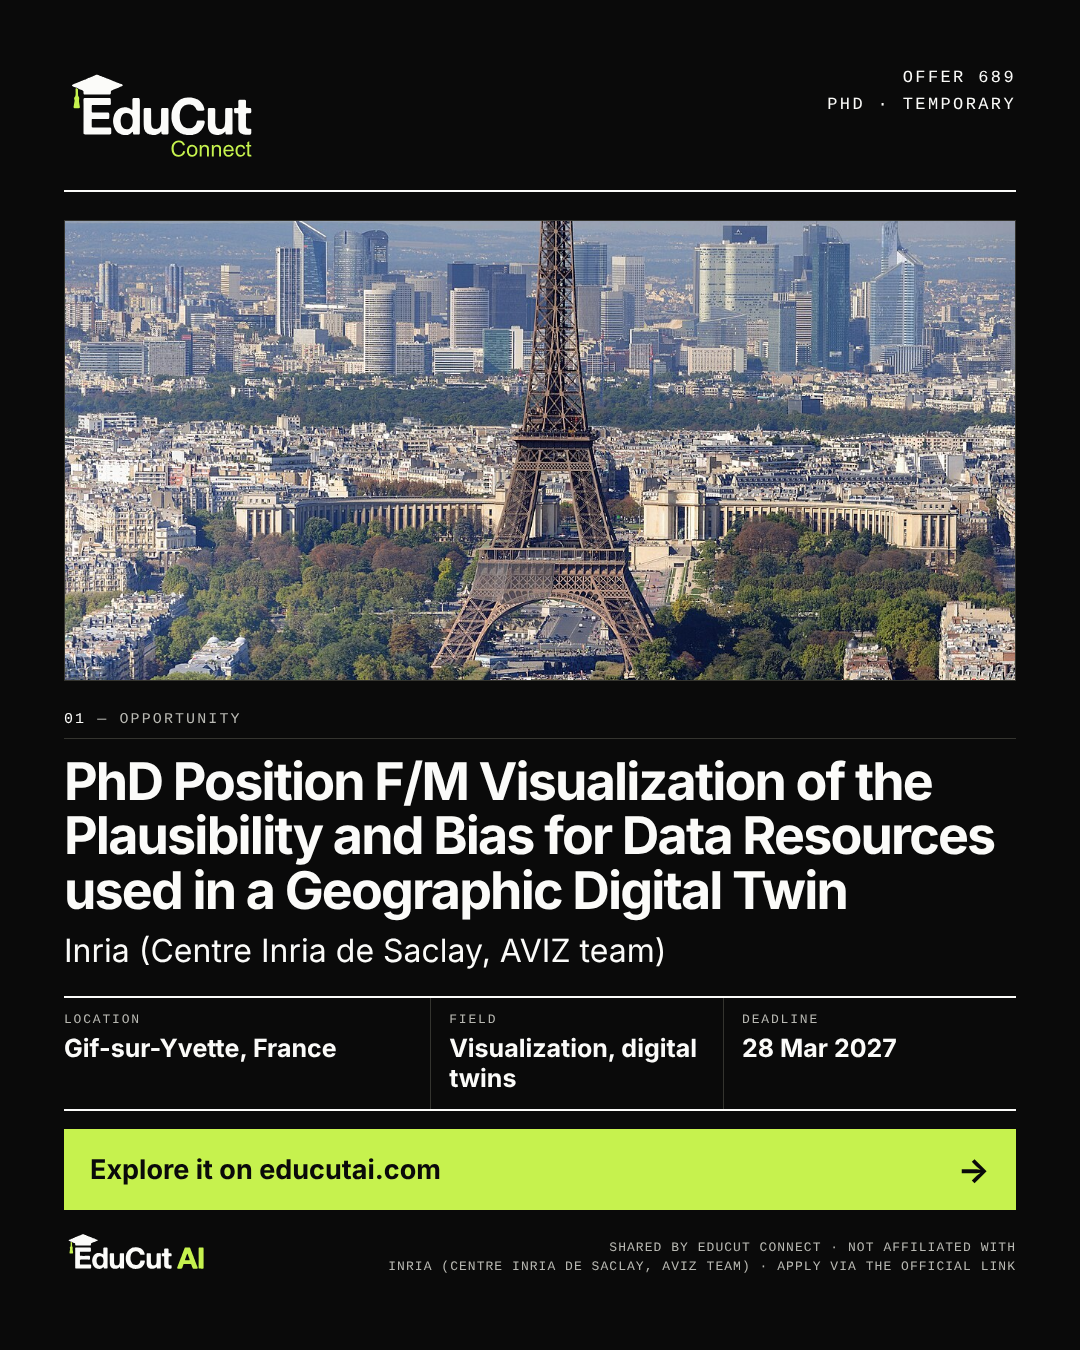 EduCut
Connect
OFFER 689
PHD · TEMPORARY
01 — OPPORTUNITY
PhD Position F/M Visualization of the
Plausibility and Bias for Data Resources
used in a Geographic Digital Twin
Inria (Centre Inria de Saclay, AVIZ team)
LOCATION
Gif-sur-Yvette, France
FIELD
Visualization, digital
twins
DEADLINE
28 Mar 2027
Explore it on educutai.com →
EduCut AI
SHARED BY EDUCUT CONNECT · NOT AFFILIATED WITH
INRIA (CENTRE INRIA DE SACLAY, AVIZ TEAM) · APPLY VIA THE OFFICIAL LINK